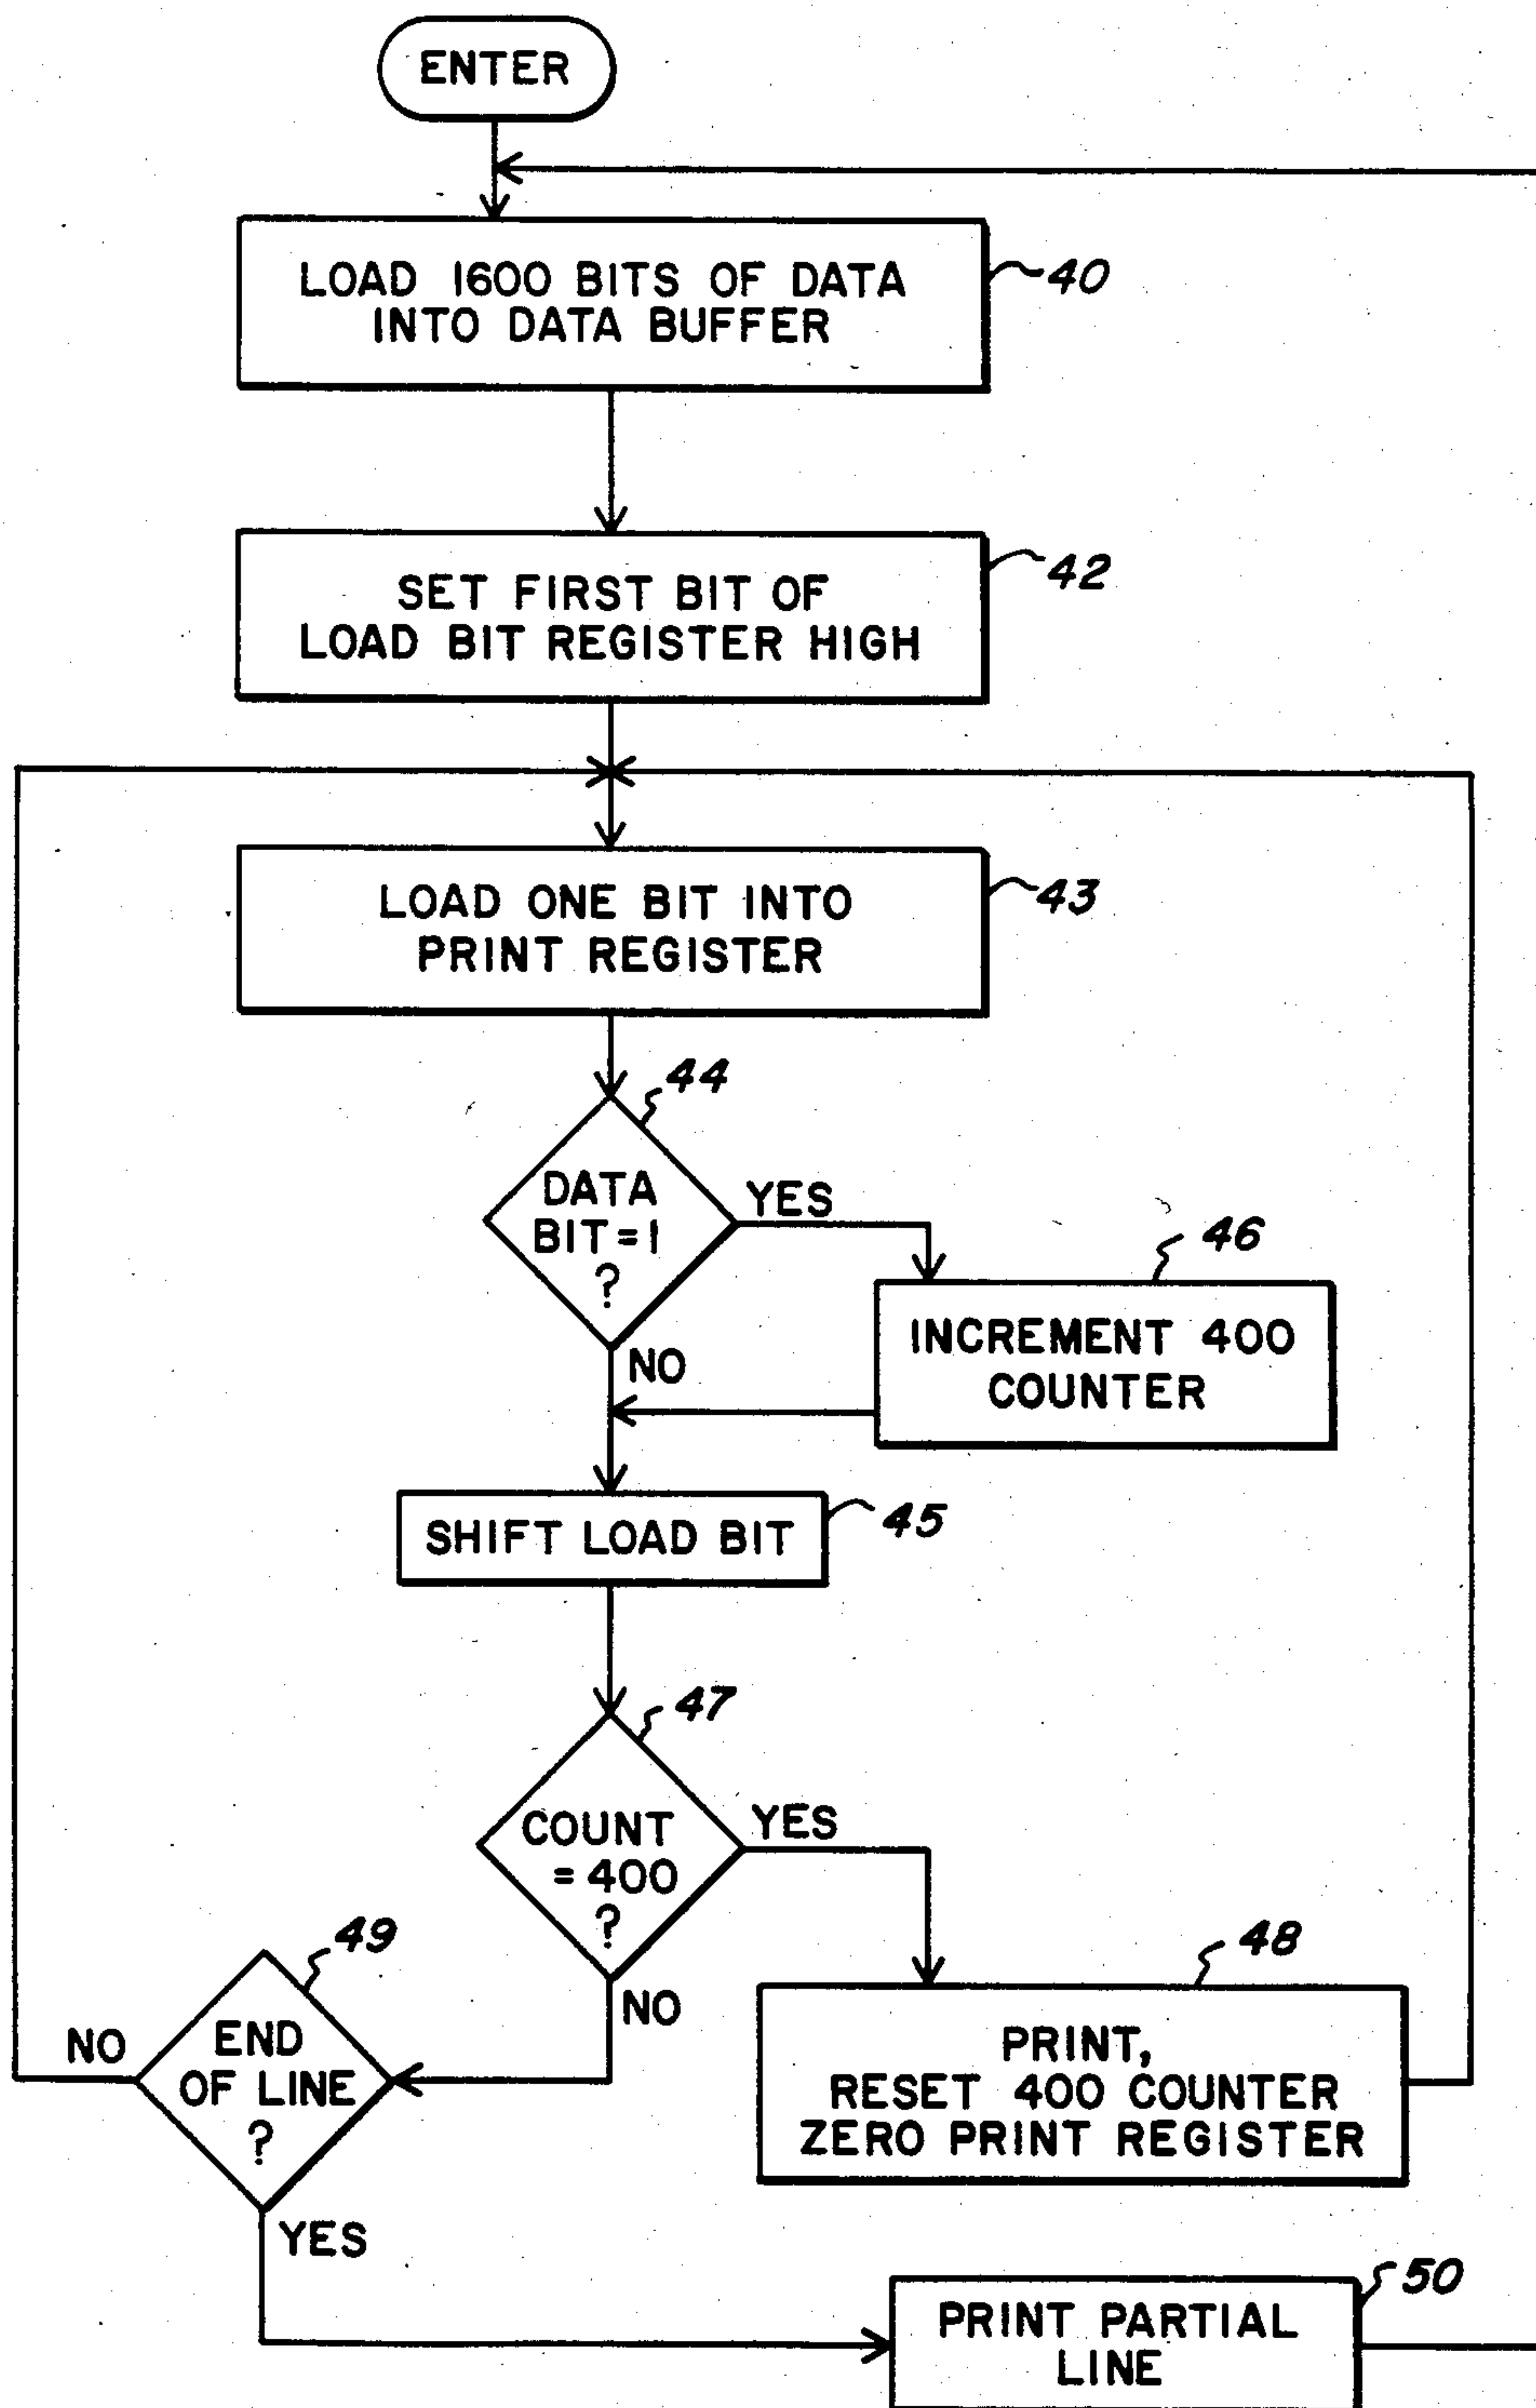 ENTER
LOAD 1600 BITS OF DATA
INTO DATA BUFFER
40
SET FIRST BIT OF
LOAD BIT REGISTER HIGH
42
LOAD ONE BIT INTO
PRINT REGISTER
43
44
DATA
BIT=1
?
YES
NO
46
INCREMENT 400
COUNTER
SHIFT LOAD BIT
45
47
COUNT
=400
?
YES
NO
49
END
OF LINE
?
NO
YES
48
PRINT,
RESET 400 COUNTER
ZERO PRINT REGISTER
50
PRINT PARTIAL
LINE